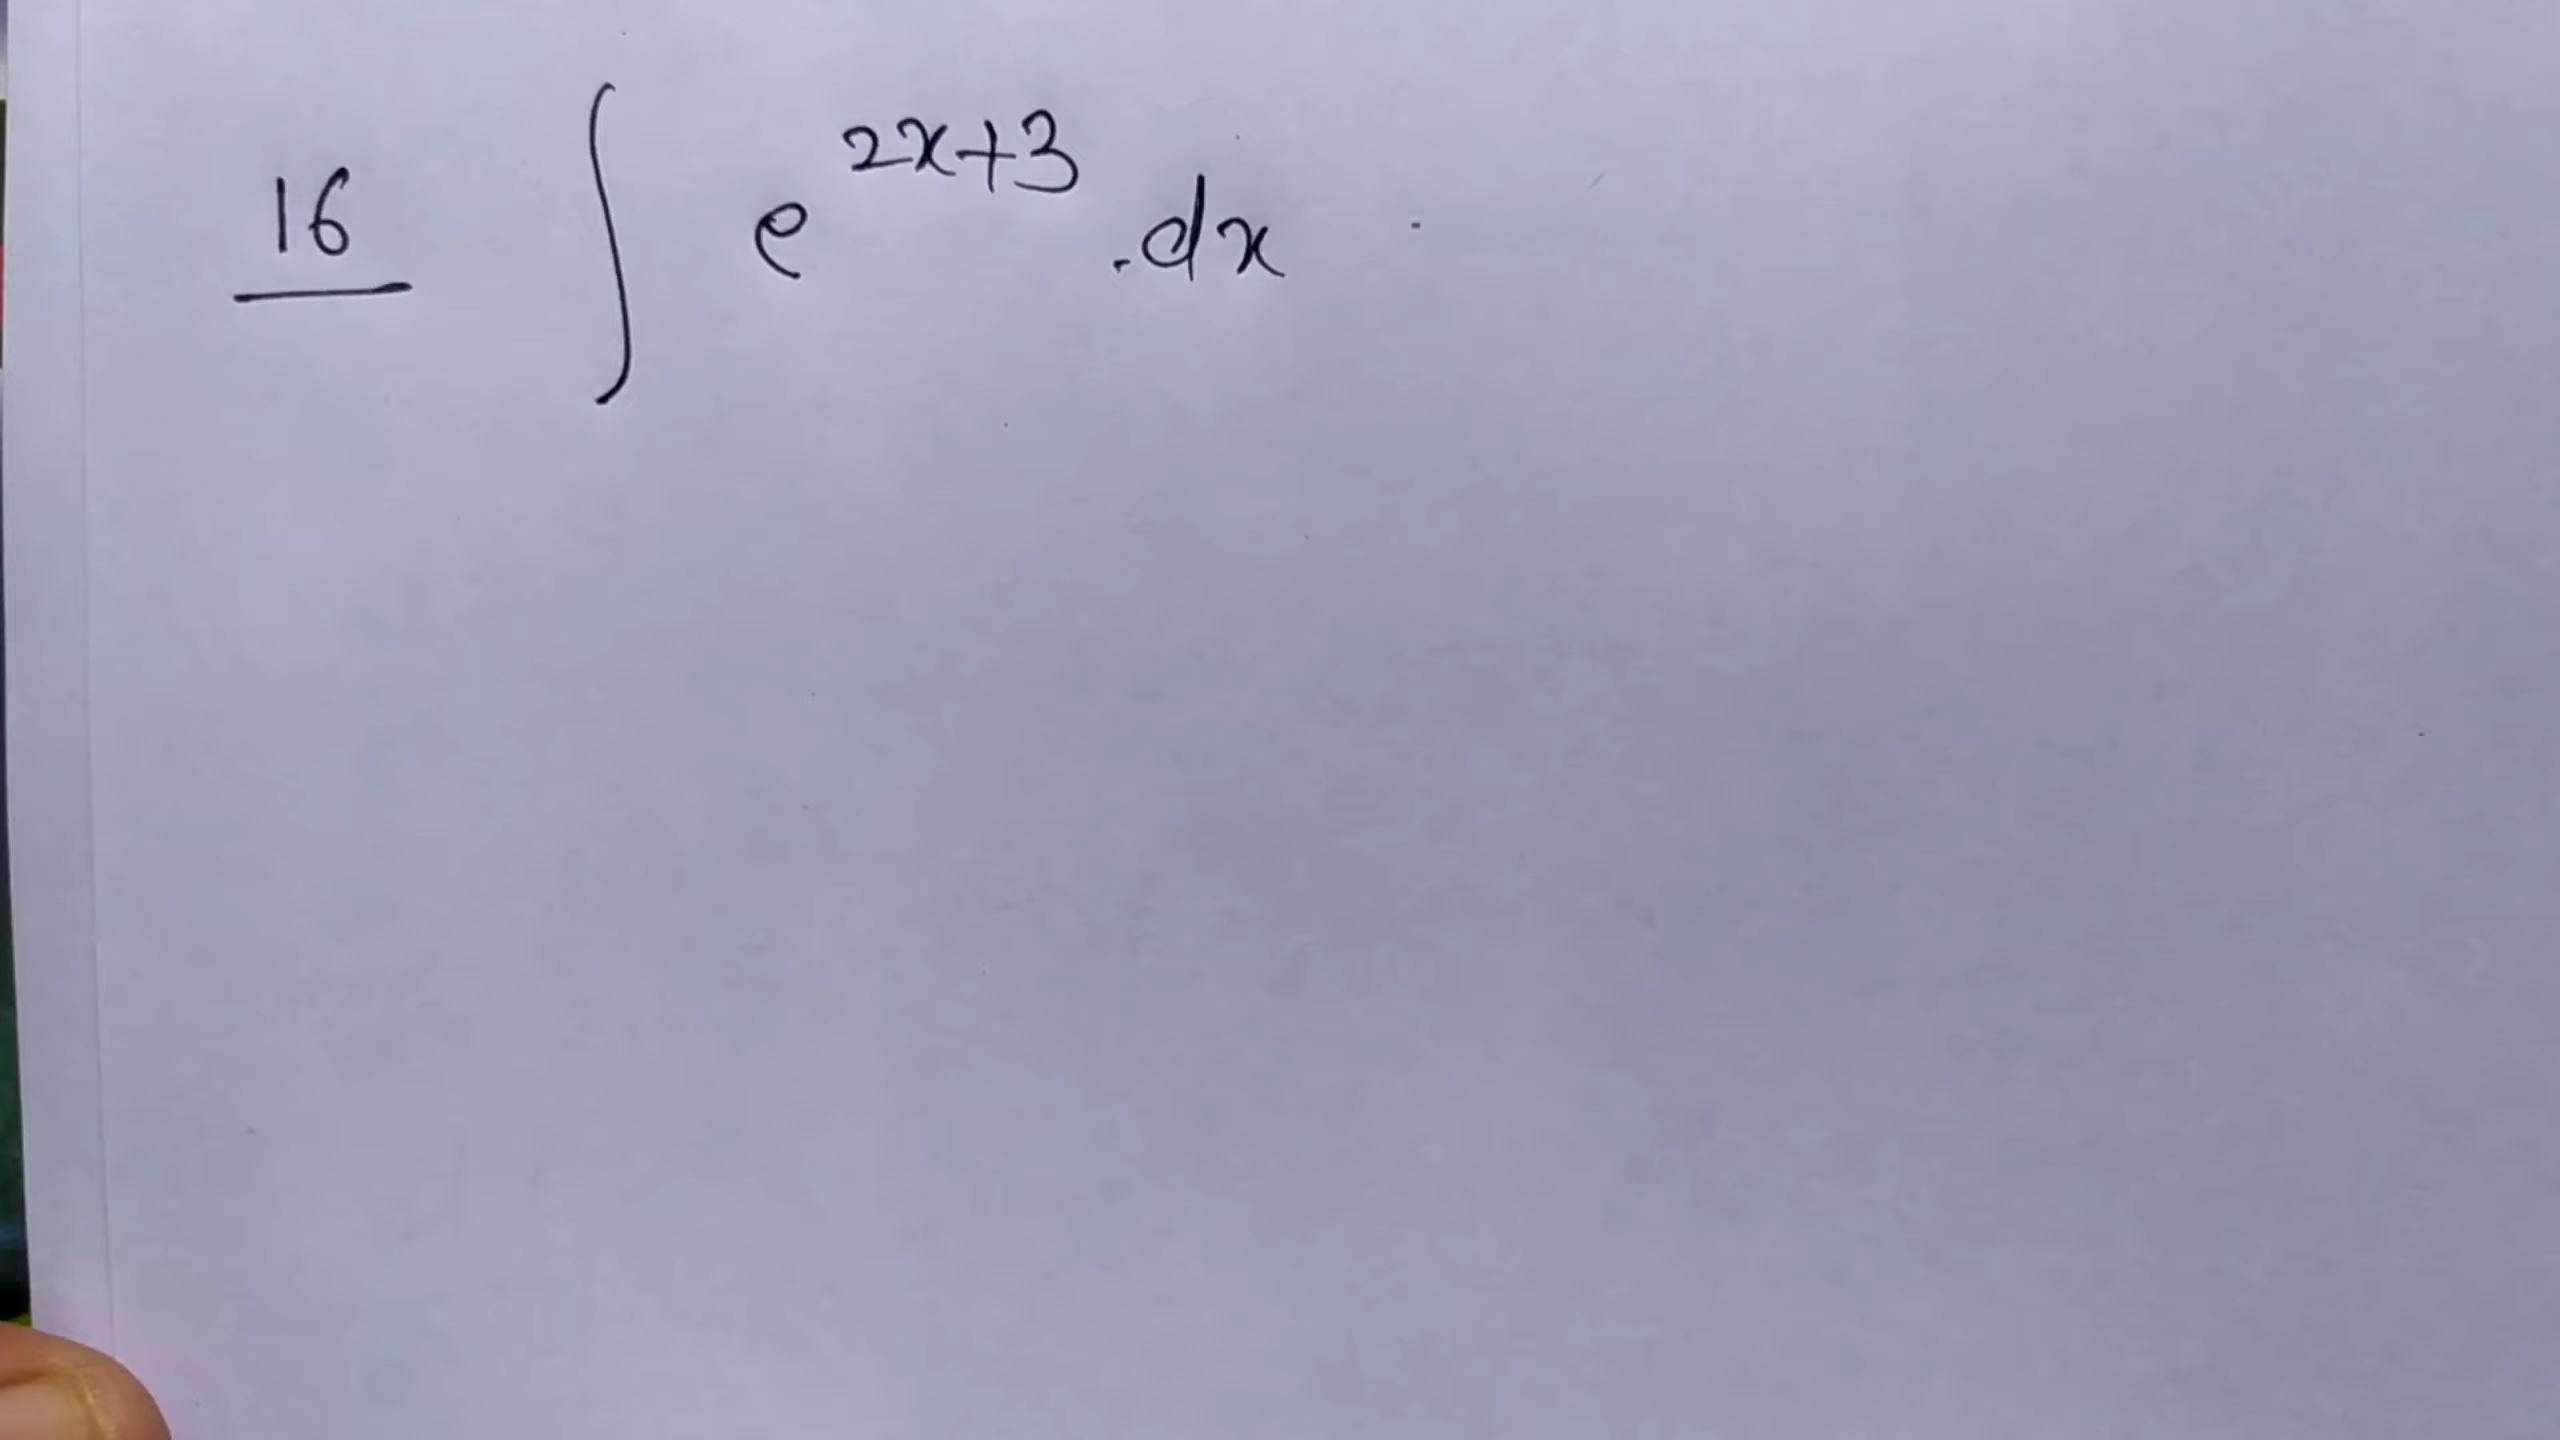 16 ∫ e^{2x+3} .dx